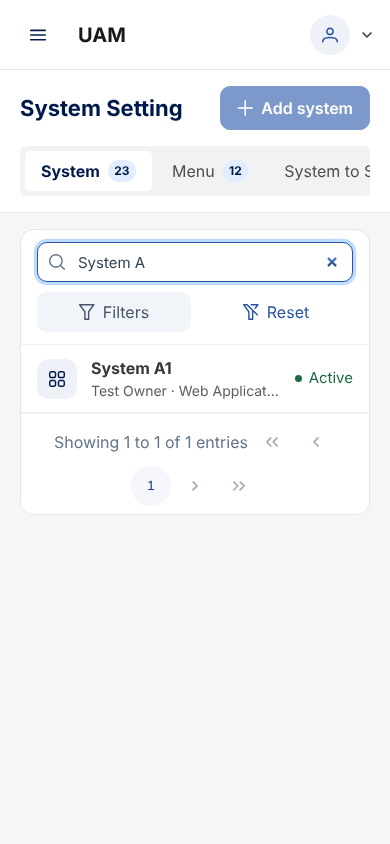 UAM
System Setting
Add system
System 23
Menu 12
System to S
System A
Filters
Reset
System A1
Test Owner · Web Applicat...
Active
Showing 1 to 1 of 1 entries
1